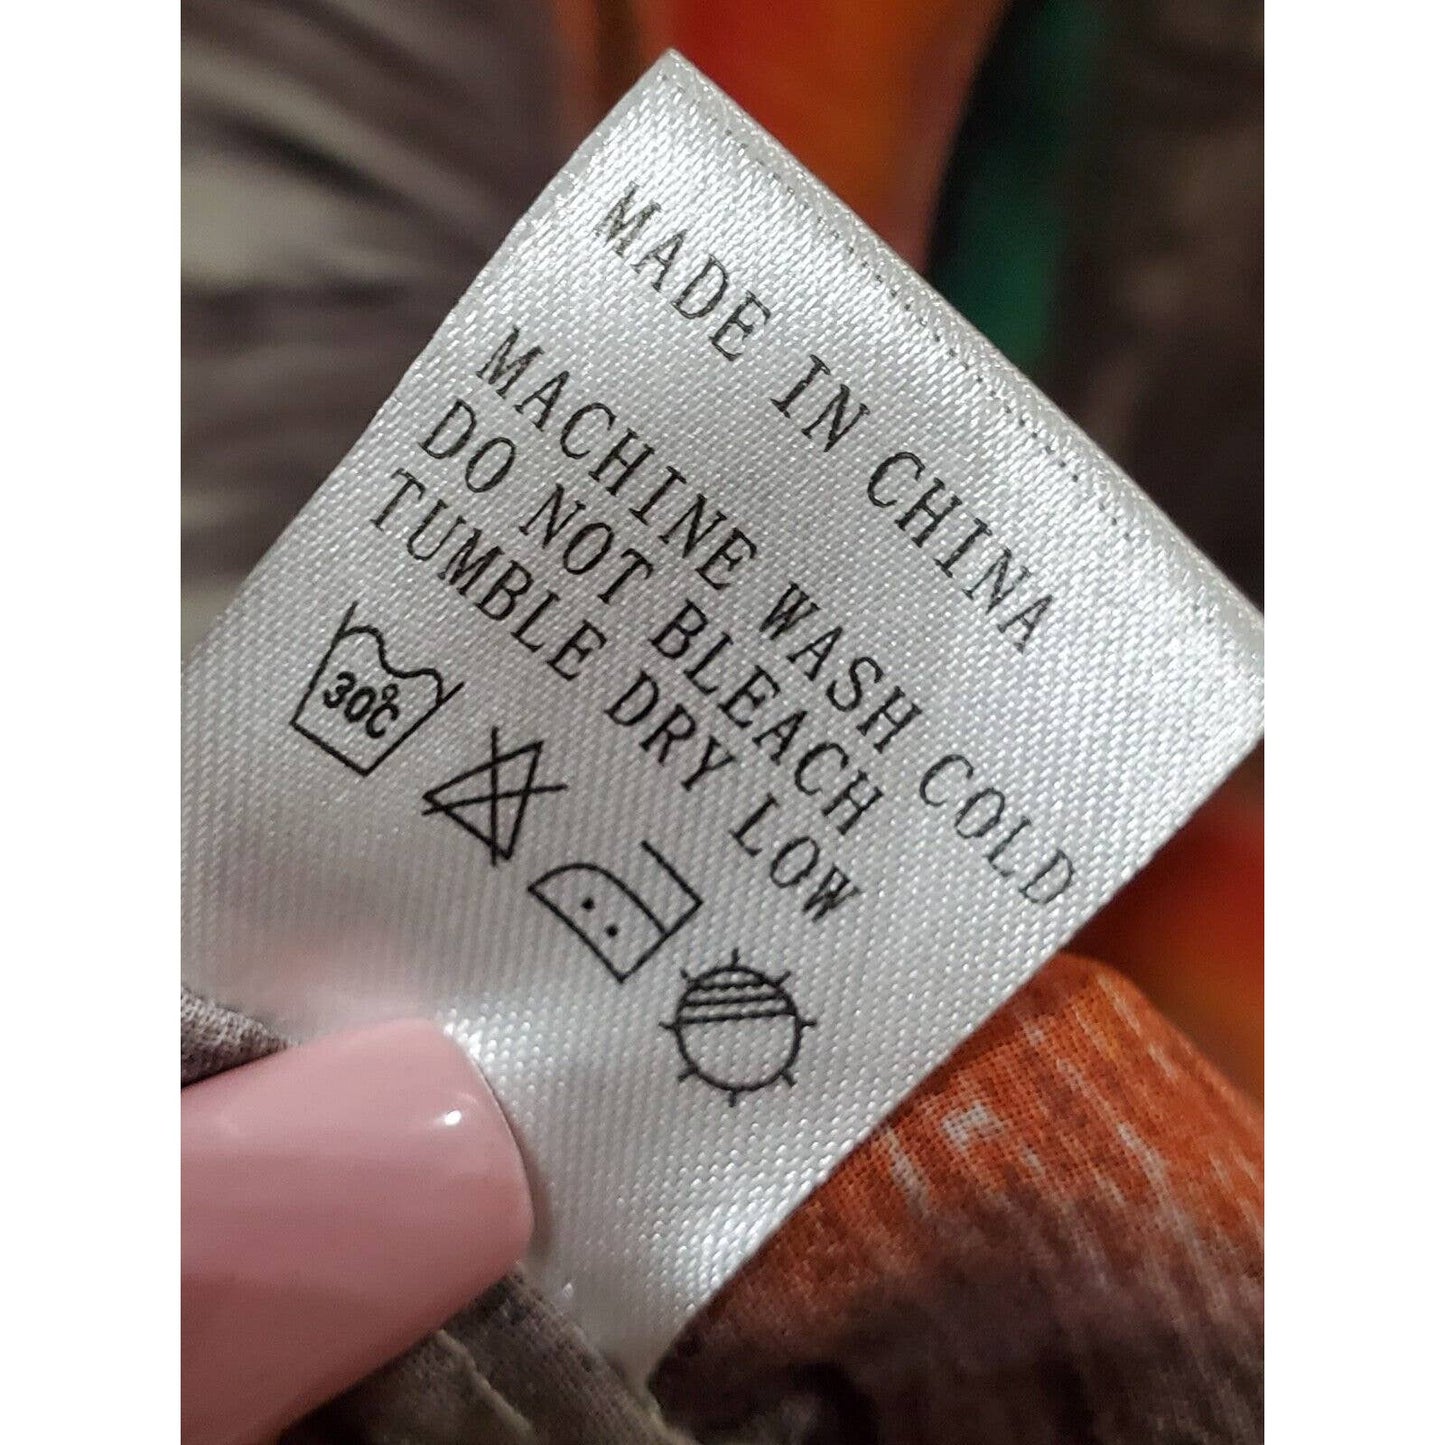 MADE IN CHINA
MACHINE WASH COLD
DO NOT BLEACH
TUMBLE DRY LOW
30°C